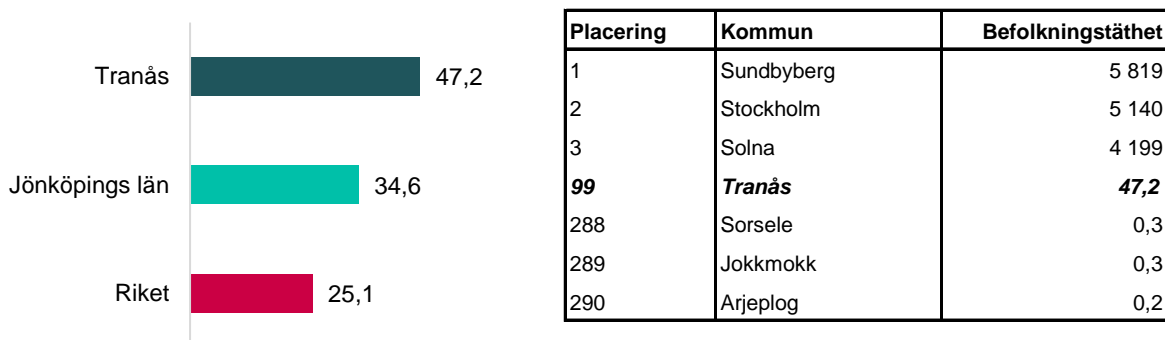 Tranås 47,2
Jönköpings län 34,6
Riket 25,1
Placering Kommun Befolkningstäthet
1 Sundbyberg 5 819
2 Stockholm 5 140
3 Solna 4 199
99 Tranås 47,2
288 Sorsele 0,3
289 Jokkmokk 0,3
290 Arjeplog 0,2